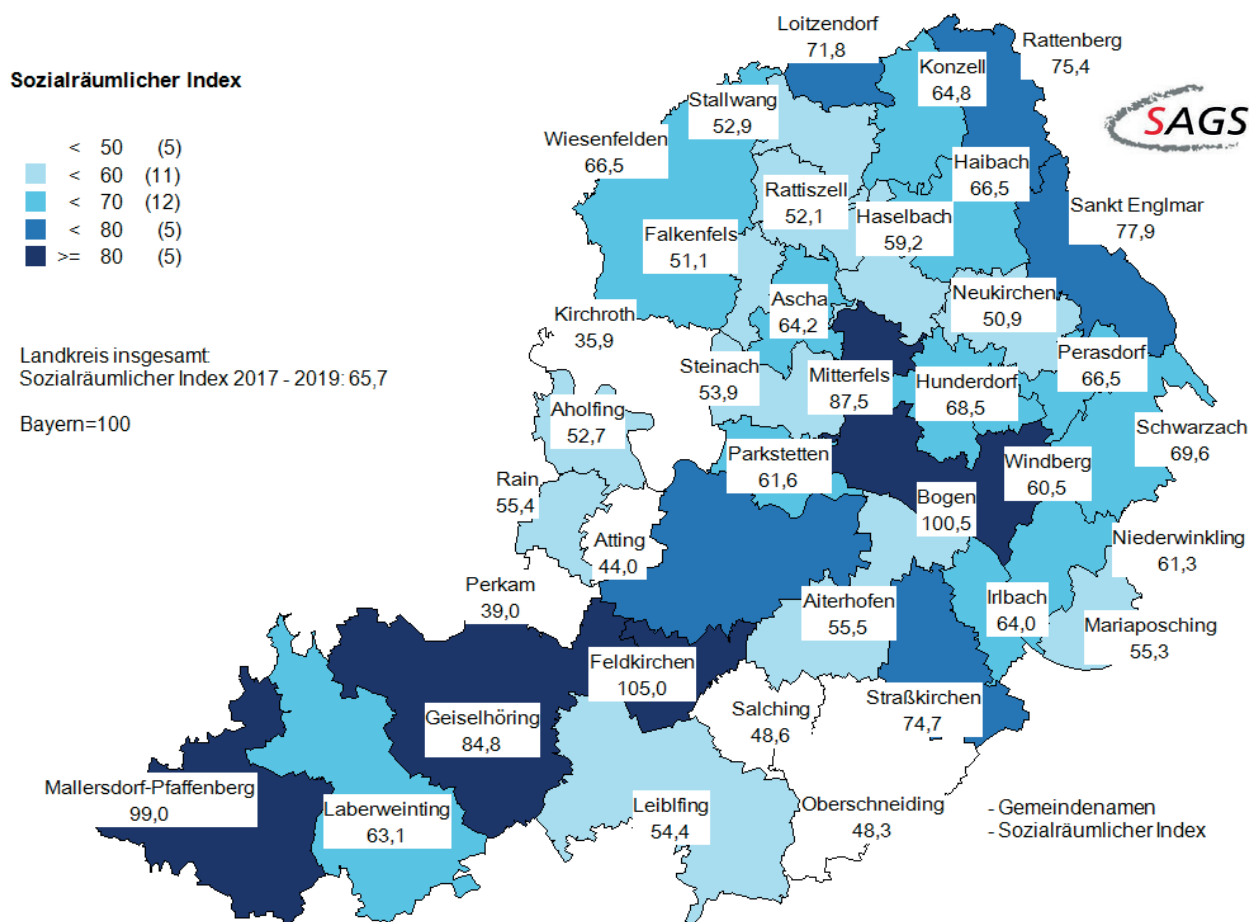 Sozialräumlicher Index
< 50 (5)
< 60 (11)
< 70 (12)
< 80 (5)
>= 80 (5)
Landkreis insgesamt:
Sozialräumlicher Index 2017 - 2019: 65,7
Bayern=100
SAGS
Loitzendorf
71,8
Rattenberg
75,4
Konzell
64,8
Stallwang
52,9
Wiesenfelden
66,5
Haibach
66,5
Rattiszell
52,1
Haselbach
59,2
Sankt Englmar
77,9
Falkenfels
51,1
Ascha
64,2
Neukirchen
50,9
Kirchroth
35,9
Steinach
53,9
Mitterfels
87,5
Hunderdorf
68,5
Perasdorf
66,5
Aholfing
52,7
Schwarzach
69,6
Parkstetten
61,6
Windberg
60,5
Rain
55,4
Bogen
100,5
Atting
44,0
Niederwinkling
61,3
Perkam
39,0
Aiterhofen
55,5
Irlbach
64,0
Mariaposching
55,3
Feldkirchen
105,0
Salching
48,6
Straßkirchen
74,7
Geiselhöring
84,8
Mallersdorf-Pfaffenberg
99,0
Laberweinting
63,1
Leiblfing
54,4
Oberschneiding
48,3
- Gemeindenamen
- Sozialräumlicher Index